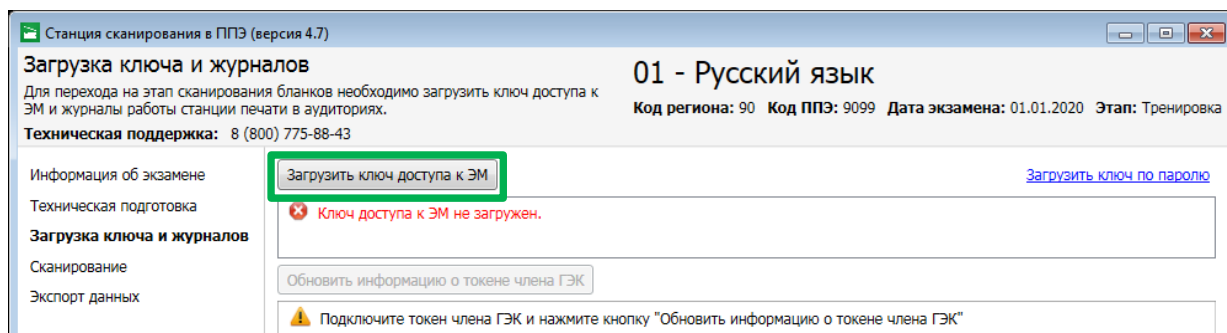 Станция сканирования в ППЭ (версия 4.7)
Загрузка ключа и журналов
Для перехода на этап сканирования бланков необходимо загрузить ключ доступа к
ЭМ и журналы работы станции печати в аудиториях.
Техническая поддержка: 8 (800) 775-88-43
01 - Русский язык
Код региона: 90 Код ППЭ: 9099 Дата экзамена: 01.01.2020 Этап: Тренировка
Информация об экзамене
Техническая подготовка
Загрузка ключа и журналов
Сканирование
Экспорт данных
Загрузить ключ доступа к ЭМ
Загрузить ключ по паролю
Ключ доступа к ЭМ не загружен.
Обновить информацию о токене члена ГЭК
Подключите токен члена ГЭК и нажмите кнопку "Обновить информацию о токене члена ГЭК"